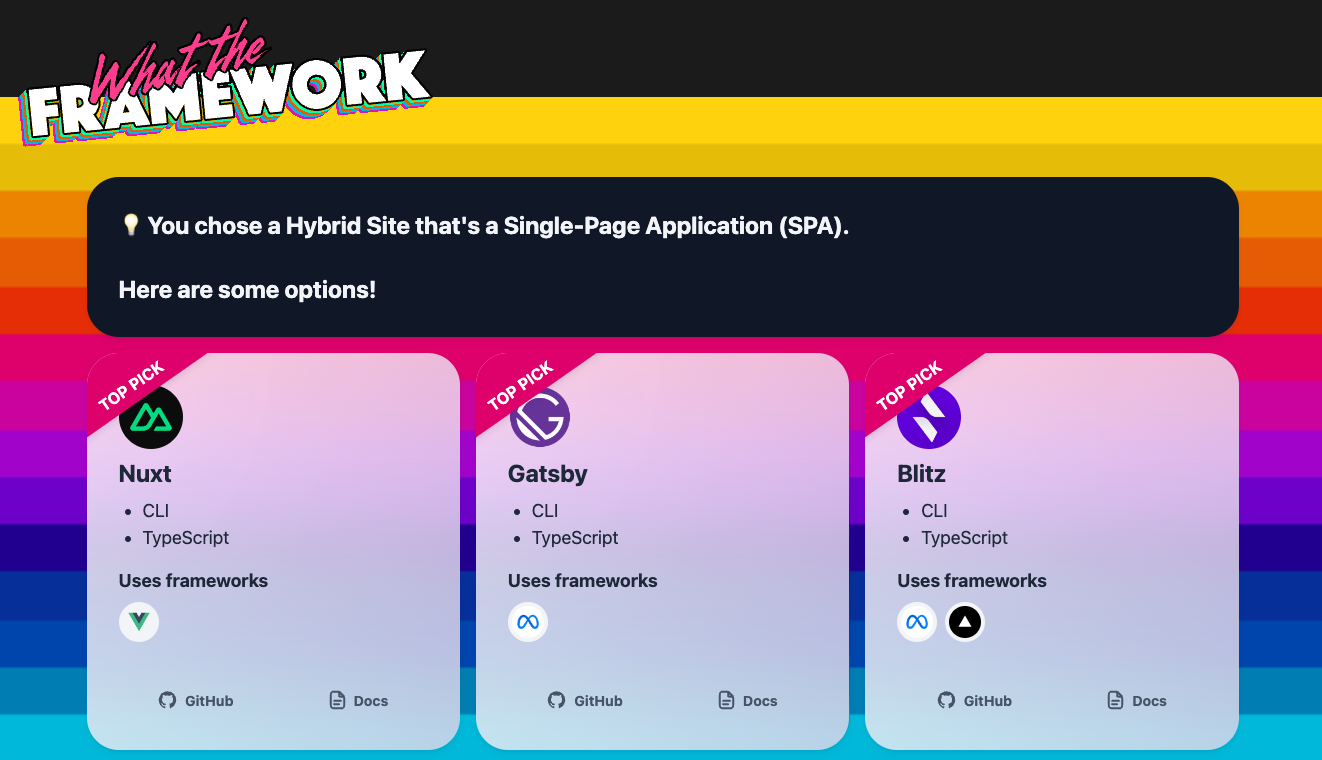 What the
FRAMEWORK
💡 You chose a Hybrid Site that's a Single-Page Application (SPA).
Here are some options!
TOP PICK
Nuxt
• CLI
• TypeScript
Uses frameworks
GitHub
Docs
TOP PICK
Gatsby
• CLI
• TypeScript
Uses frameworks
GitHub
Docs
TOP PICK
Blitz
• CLI
• TypeScript
Uses frameworks
GitHub
Docs